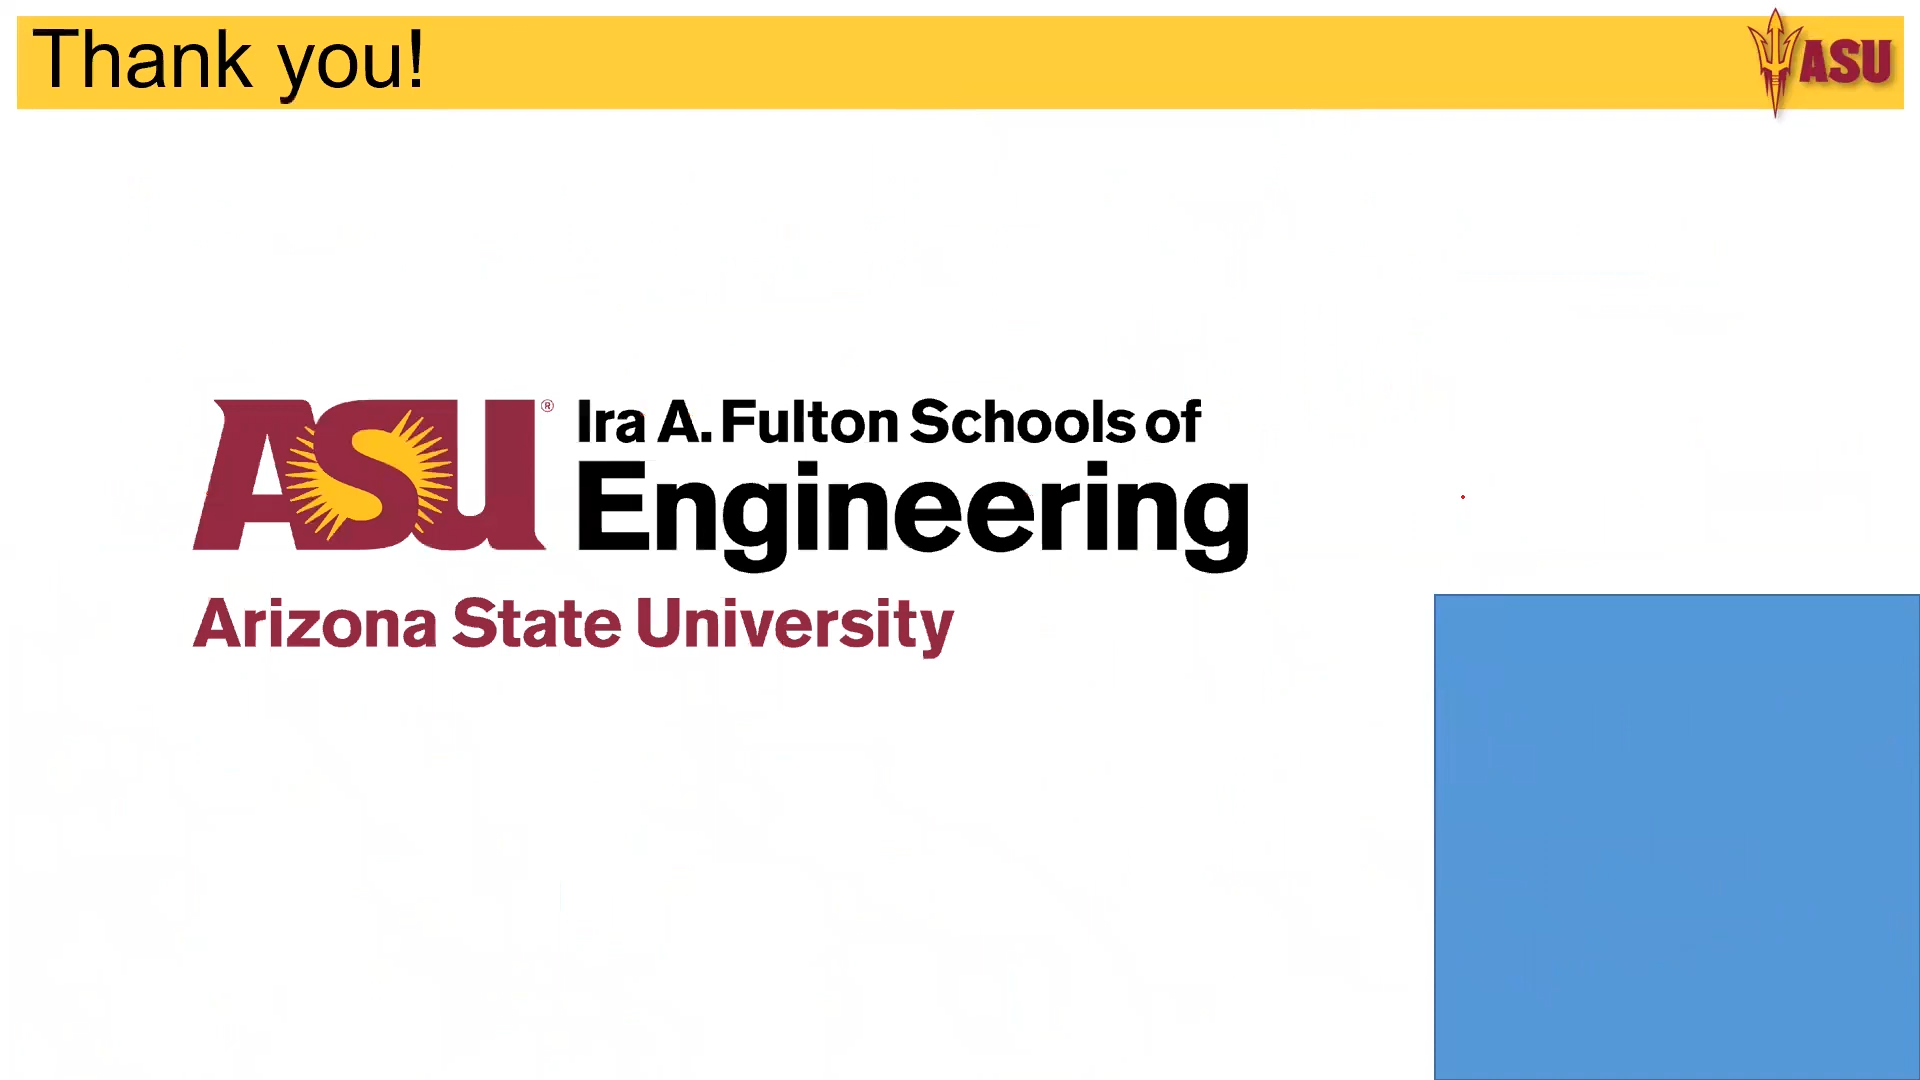 Thank you!
ASU
ASU®
Ira A. Fulton Schools of
Engineering
Arizona State University